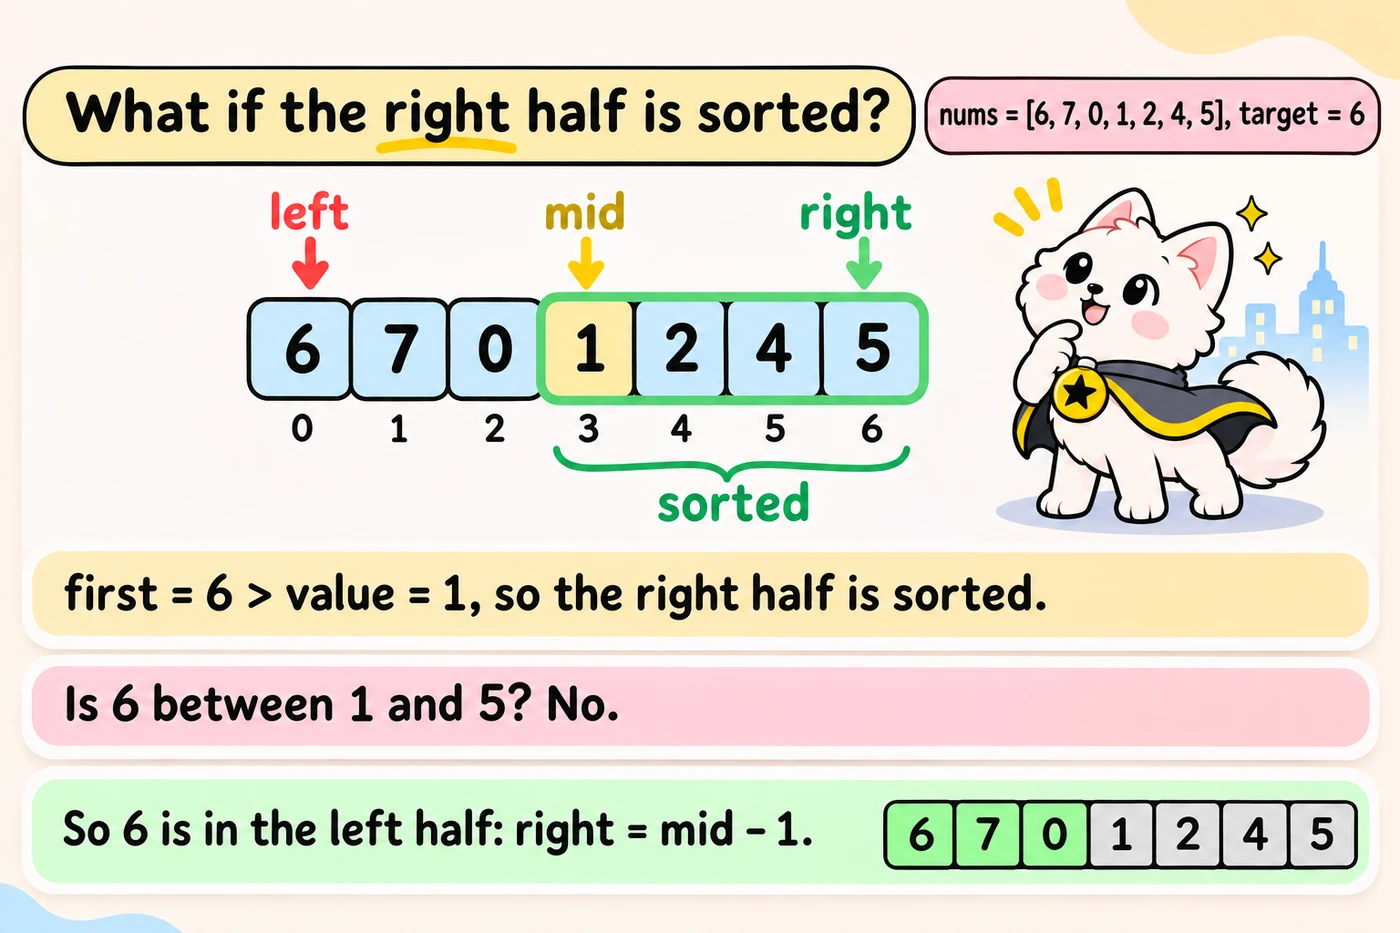 What if the right half is sorted?
nums = [6, 7, 0, 1, 2, 4, 5], target = 6
left mid right
6 7 0 1 2 4 5
0 1 2 3 4 5 6
sorted
first = 6 > value = 1, so the right half is sorted.
Is 6 between 1 and 5? No.
So 6 is in the left half: right = mid - 1.
6 7 0 1 2 4 5